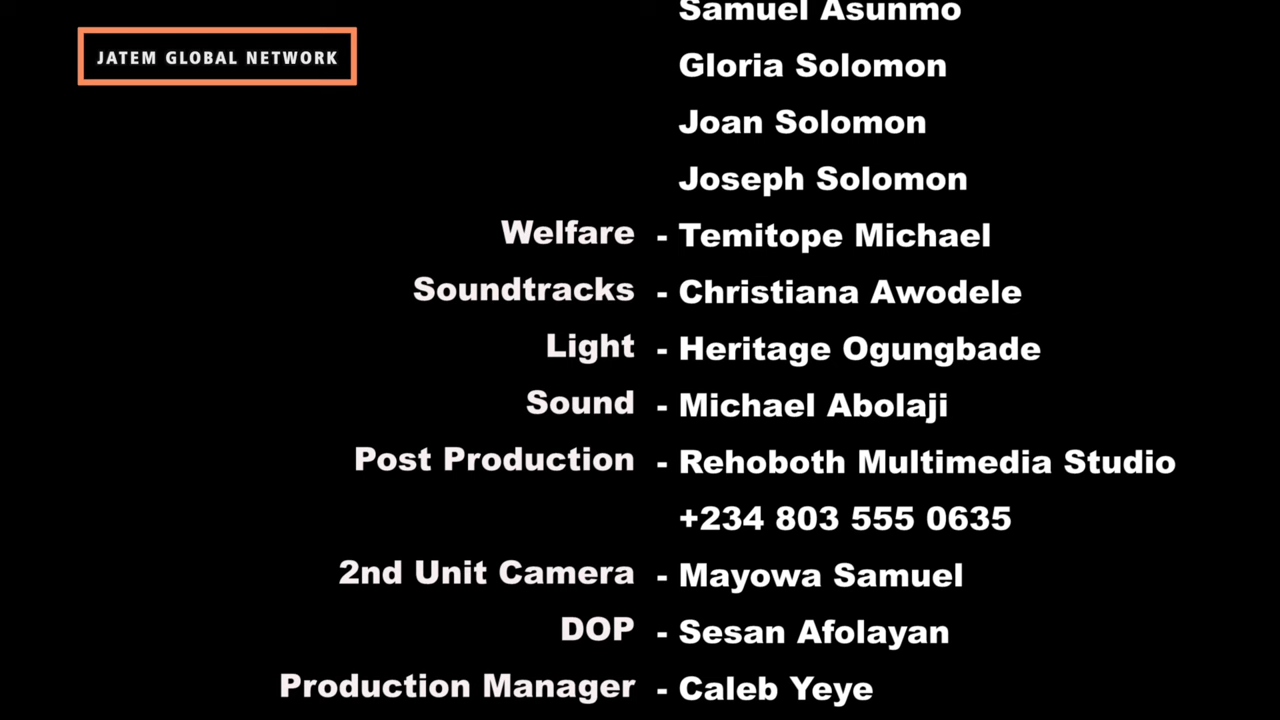 JATEM GLOBAL NETWORK
Samuel Asunmo
Gloria Solomon
Joan Solomon
Joseph Solomon
Welfare - Temitope Michael
Soundtracks - Christiana Awodele
Light - Heritage Ogungbade
Sound - Michael Abolaji
Post Production - Rehoboth Multimedia Studio
+234 803 555 0635
2nd Unit Camera - Mayowa Samuel
DOP - Sesan Afolayan
Production Manager - Caleb Yeye